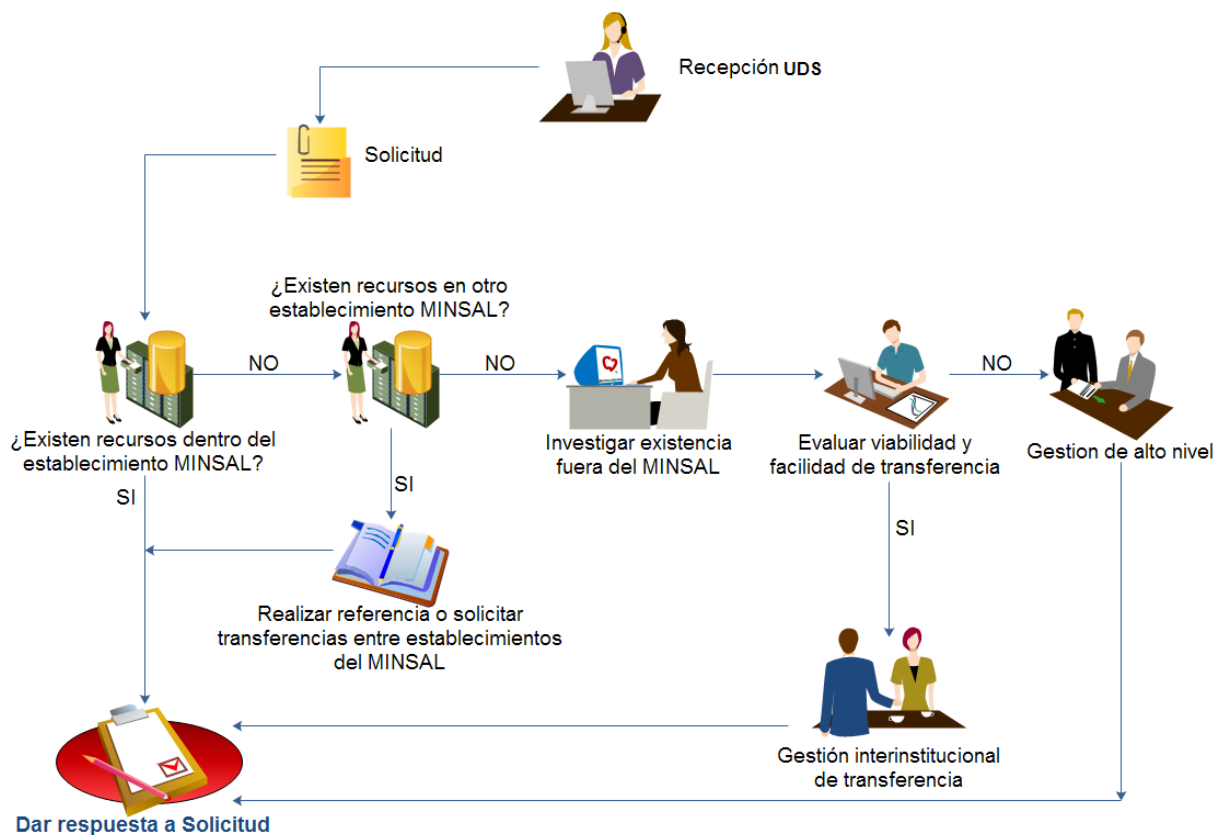 Recepción UDS
Solicitud
¿Existen recursos en otro
establecimiento MINSAL?
NO
NO
NO
¿Existen recursos dentro del
establecimiento MINSAL?
Investigar existencia
fuera del MINSAL
Evaluar viabilidad y
facilidad de transferencia
Gestion de alto nivel
SI
SI
SI
Realizar referencia o solicitar
transferencias entre establecimientos
del MINSAL
Gestión interinstitucional
de transferencia
Dar respuesta a Solicitud